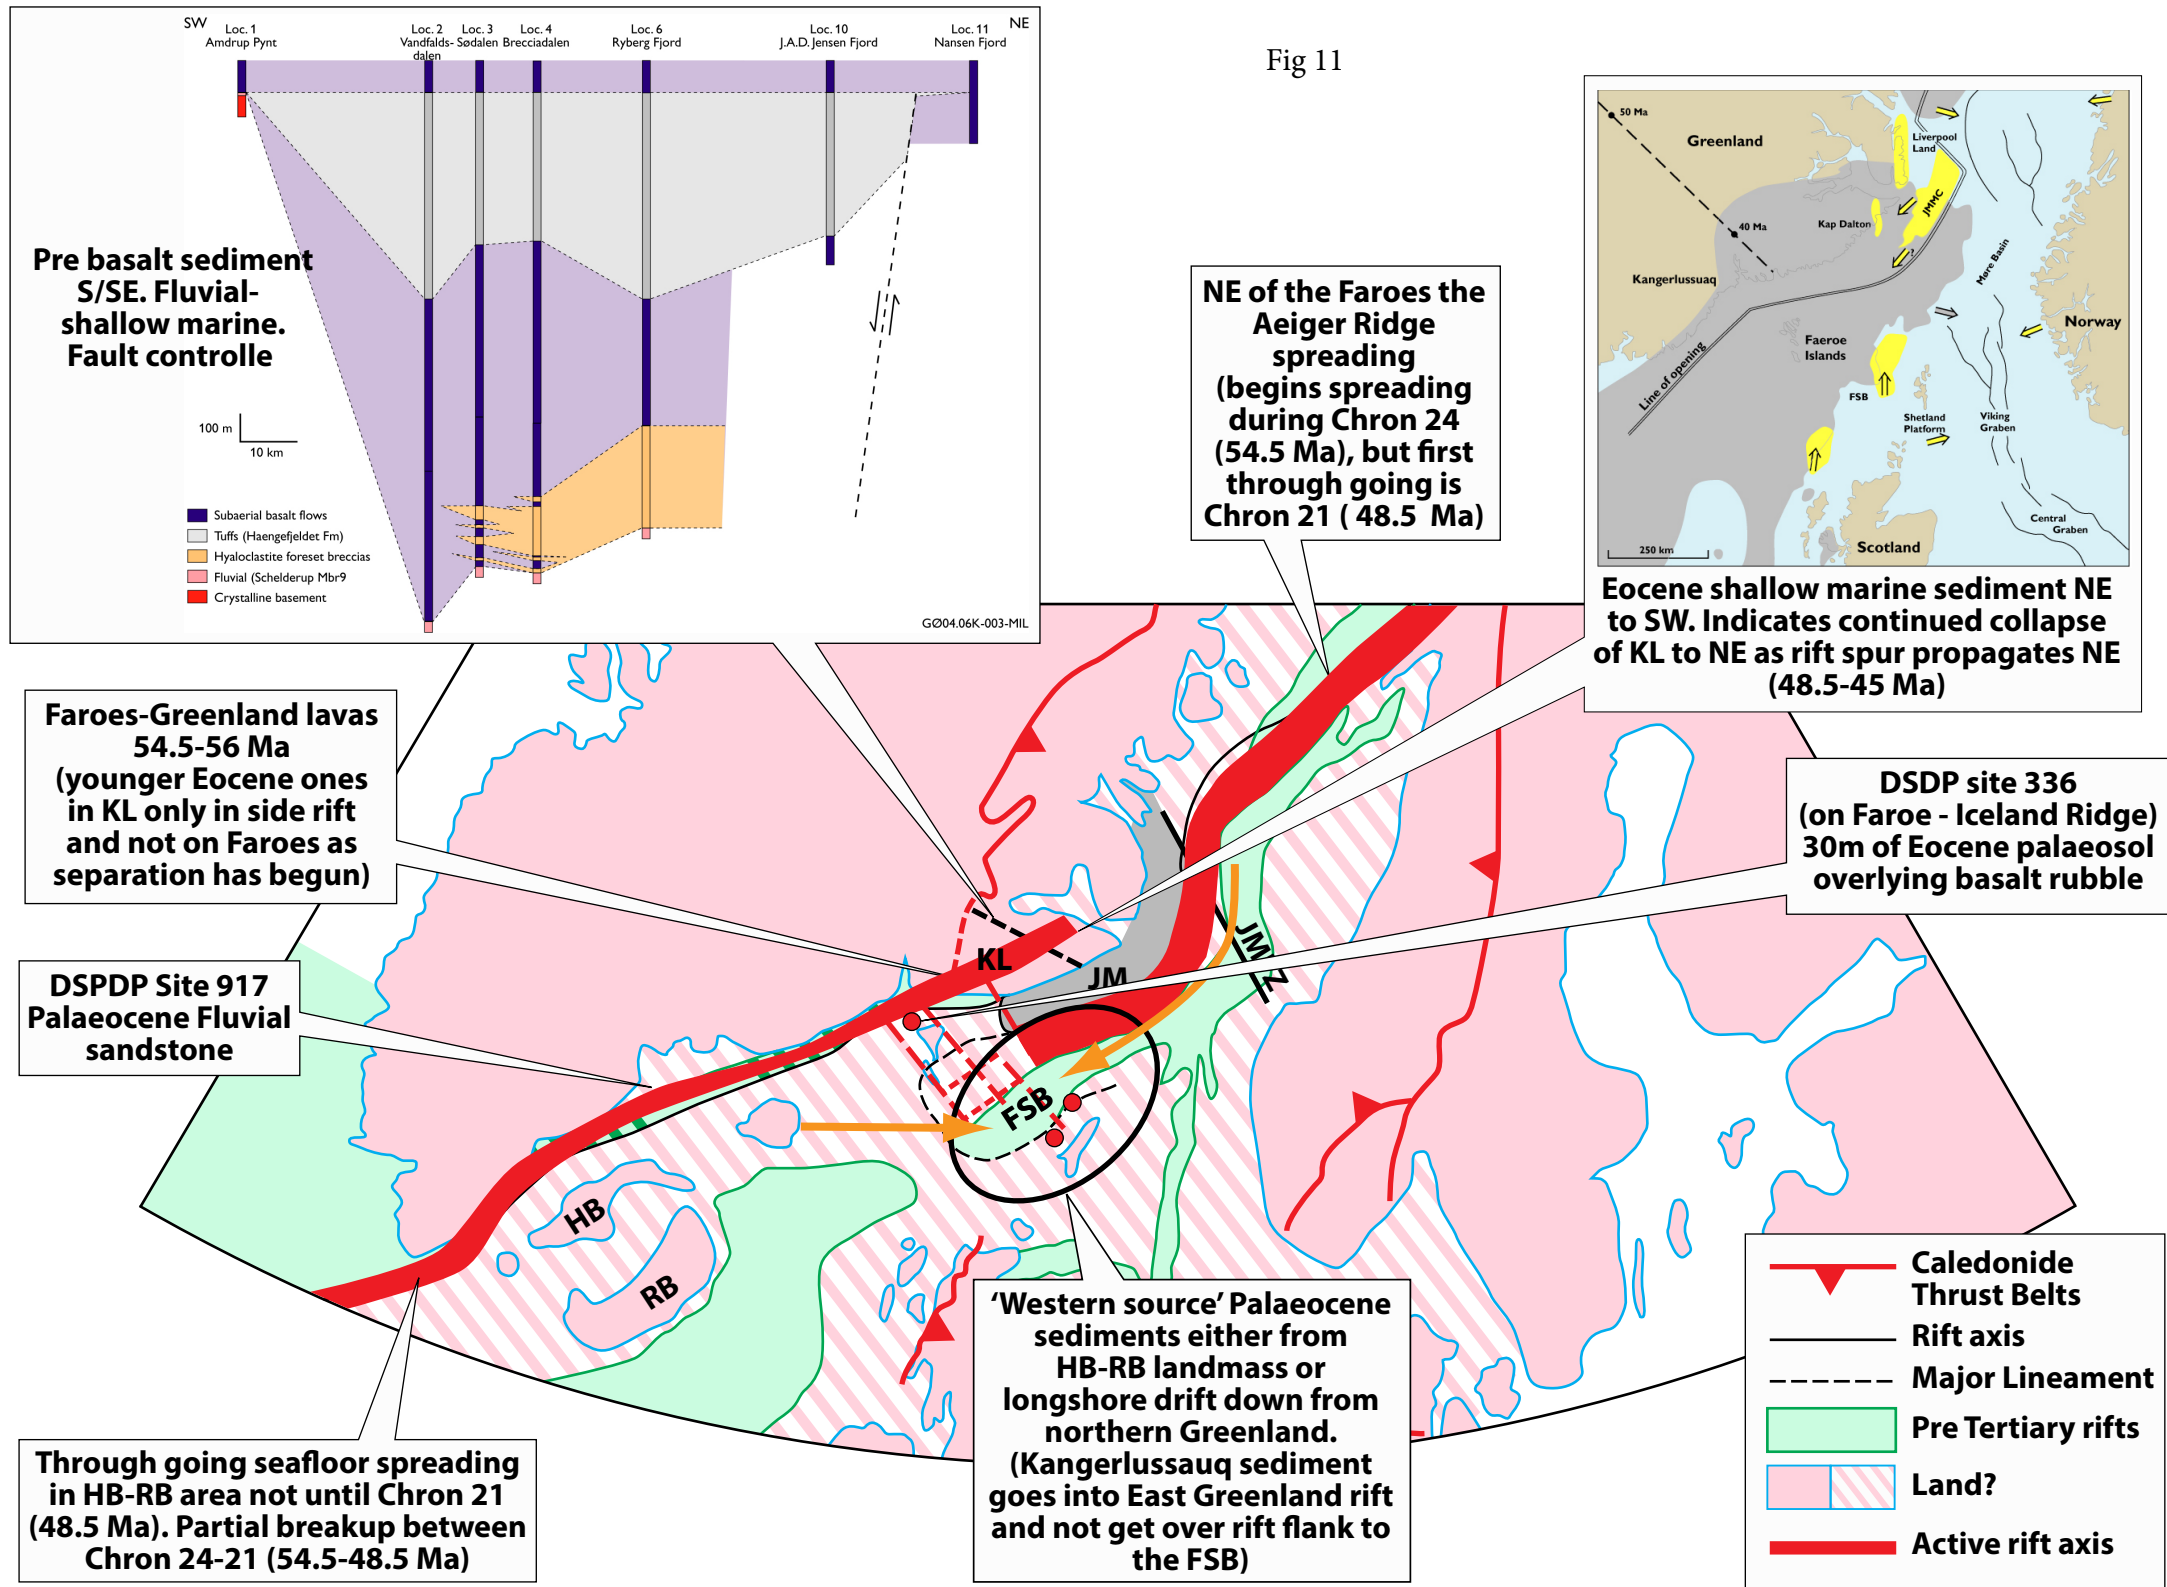 Fig 11
SW
NE
Loc. 1
Amdrup Pynt
Loc. 2
Vandfalds-
dalen
Loc. 3
Sødalen
Loc. 4
Brecciadalen
Loc. 6
Ryberg Fjord
Loc. 10
J.A.D. Jensen Fjord
Loc. 11
Nansen Fjord
Pre basalt sediment
S/SE. Fluvial-
shallow marine.
Fault controlle
100 m
10 km
Subaerial basalt flows
Tuffs (Haengefjeldet Fm)
Hyaloclastite foreset breccias
Fluvial (Schelderup Mbr9
Crystalline basement
GØ04.06K-003-MIL
NE of the Faroes the
Aeiger Ridge
spreading
(begins spreading
during Chron 24
(54.5 Ma), but first
through going is
Chron 21 ( 48.5 Ma)
50 Ma
Greenland
Liverpool
Land
JMMC
Kap Dalton
40 Ma
?
Kangerlussuaq
Møre Basin
Norway
Faeroe
Islands
Line of opening
FSB
Shetland
Platform
Viking
Graben
Central
Graben
250 km
Scotland
Eocene shallow marine sediment NE
to SW. Indicates continued collapse
of KL to NE as rift spur propagates NE
(48.5-45 Ma)
Faroes-Greenland lavas
54.5-56 Ma
(younger Eocene ones
in KL only in side rift
and not on Faroes as
separation has begun)
DSDP site 336
(on Faroe - Iceland Ridge)
30m of Eocene palaeosol
overlying basalt rubble
DSPDP Site 917
Palaeocene Fluvial
sandstone
KL
JM
JMFZ
FSB
HB
RB
Through going seafloor spreading
in HB-RB area not until Chron 21
(48.5 Ma). Partial breakup between
Chron 24-21 (54.5-48.5 Ma)
‘Western source’ Palaeocene
sediments either from
HB-RB landmass or
longshore drift down from
northern Greenland.
(Kangerlussauq sediment
goes into East Greenland rift
and not get over rift flank to
the FSB)
Caledonide
Thrust Belts
Rift axis
Major Lineament
Pre Tertiary rifts
Land?
Active rift axis